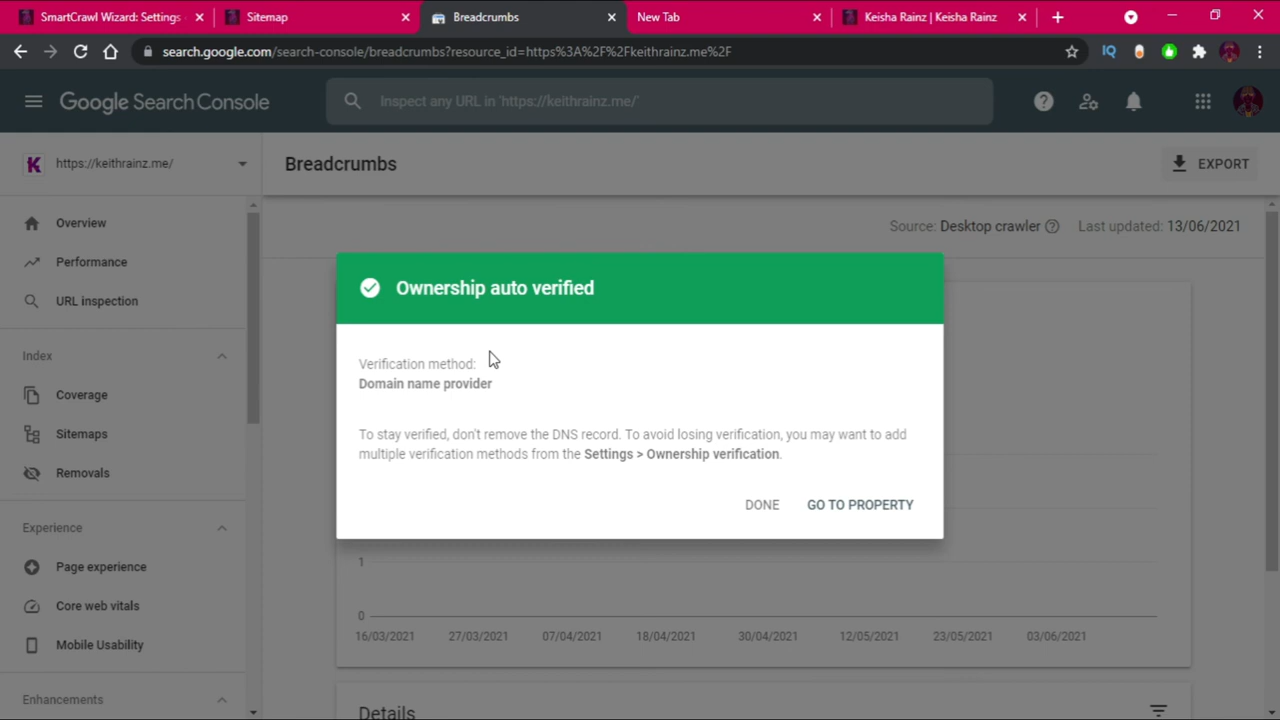 SmartCrawl Wizard: Settings
Sitemap
Breadcrumbs
New Tab
Keisha Rainz | Keisha Rainz
search.google.com/search-console/breadcrumbs?resource_id=https%3A%2F%2Fkeithrainz.me%2F
IQ
Google Search Console
Inspect any URL in 'https://keithrainz.me/'
K
https://keithrainz.me/
Breadcrumbs
EXPORT
Overview
Performance
URL inspection
Index
Coverage
Sitemaps
Removals
Experience
Page experience
Core web vitals
Mobile Usability
Enhancements
Source: Desktop crawler
Last updated: 13/06/2021
Ownership auto verified
Verification method:
Domain name provider
To stay verified, don't remove the DNS record. To avoid losing verification, you may want to add
multiple verification methods from the Settings > Ownership verification.
DONE
GO TO PROPERTY
1
0
16/03/2021 27/03/2021 07/04/2021 18/04/2021 30/04/2021 12/05/2021 23/05/2021 03/06/2021
Details